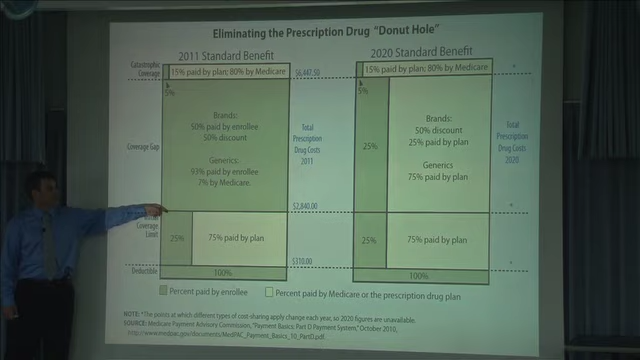 Eliminating the Prescription Drug “Donut Hole”
2011 Standard Benefit
2020 Standard Benefit
Catastrophic
Coverage
15% paid by plan; 80% by Medicare
$6,447.50
15% paid by plan; 80% by Medicare
*
5%
5%
Coverage Gap
Brands:
50% paid by enrollee
50% discount
Generics:
93% paid by enrollee
7% by Medicare
Total
Prescription
Drug Costs
2011
25%
Brands:
50% discount
25% paid by plan
Generics
75% paid by plan
Total
Prescription
Drug Costs
2020
$2,840.00
*
Coverage
Limit
25%
75% paid by plan
25%
75% paid by plan
$310.00
*
Deductible
100%
100%
Percent paid by enrollee
Percent paid by Medicare or the prescription drug plan
NOTE: *The points at which different types of cost-sharing apply change each year, so 2020 figures are unavailable.
SOURCE: Medicare Payment Advisory Commission, "Payment Basics: Part D Payment System," October 2010,
http://www.medpac.gov/documents/MedPAC_Payment_Basics_10_PartD.pdf.